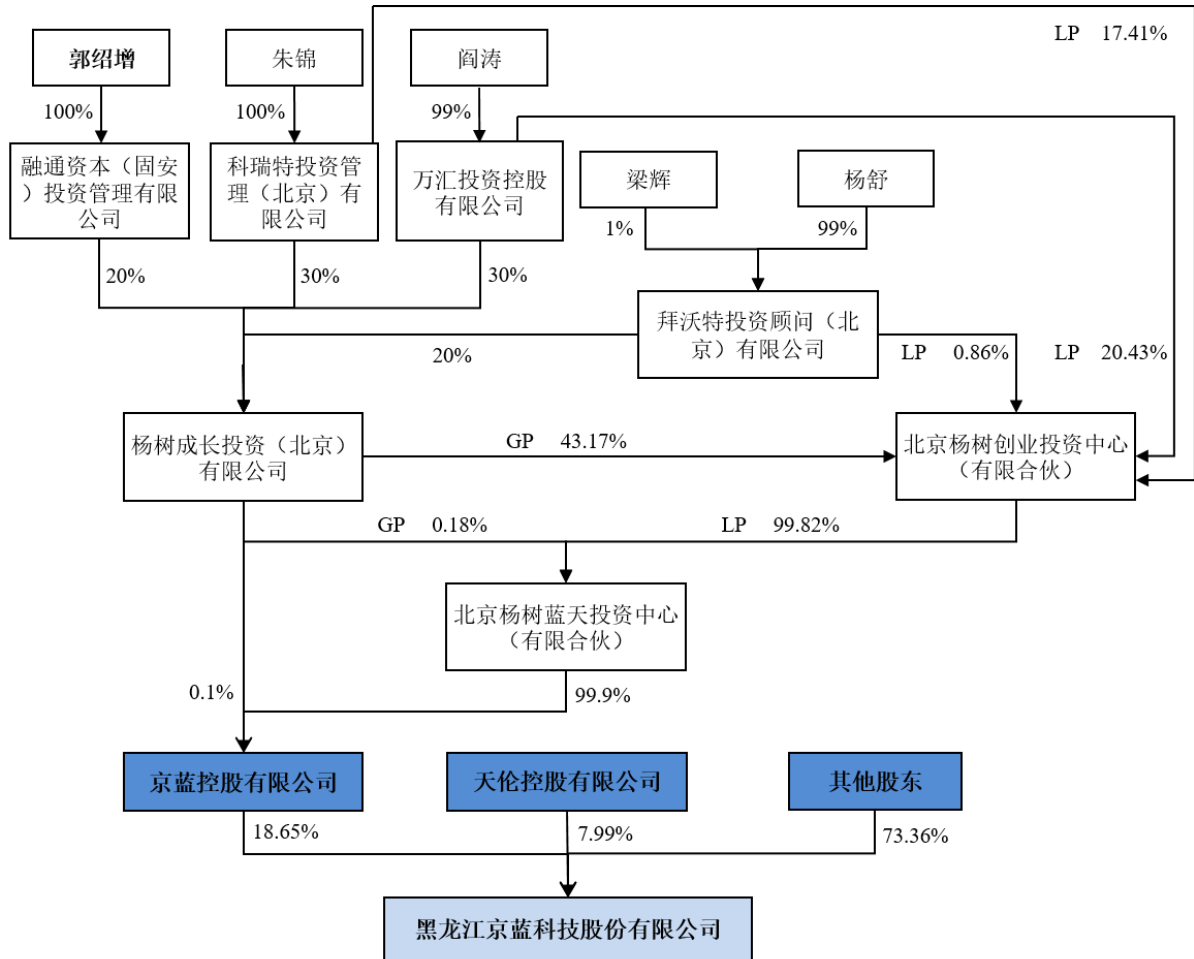 LP 17.41%
郭绍增
朱锦
阎涛
100%
100%
99%
融通资本（固安
）投资管理有限
公司
科瑞特投资管
理（北京）有
限公司
万汇投资控股
有限公司
梁辉
杨舒
1%
99%
20%
30%
30%
拜沃特投资顾问（北
京）有限公司
20%
LP 0.86%
LP 20.43%
杨树成长投资（北京）
有限公司
GP 43.17%
北京杨树创业投资中心
（有限合伙）
GP 0.18%
LP 99.82%
北京杨树蓝天投资中心
（有限合伙）
0.1%
99.9%
京蓝控股有限公司
天伦控股有限公司
其他股东
18.65%
7.99%
73.36%
黑龙江京蓝科技股份有限公司